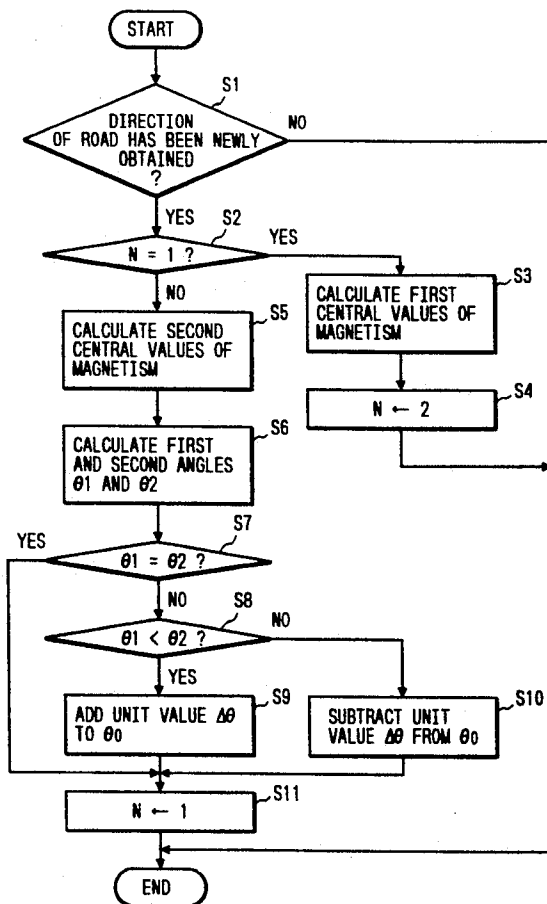 START
S1
DIRECTION
OF ROAD HAS BEEN NEWLY
OBTAINED
?
NO
YES
S2
N = 1 ?
YES
NO
S3
CALCULATE FIRST
CENTRAL VALUES OF
MAGNETISM
S4
N ← 2
S5
CALCULATE SECOND
CENTRAL VALUES OF
MAGNETISM
S6
CALCULATE FIRST
AND SECOND ANGLES
θ1 AND θ2
S7
YES
θ1 = θ2 ?
NO
S8
θ1 < θ2 ?
NO
YES
S9
ADD UNIT VALUE Δθ
TO θ0
S10
SUBTRACT UNIT
VALUE Δθ FROM θ0
S11
N ← 1
END